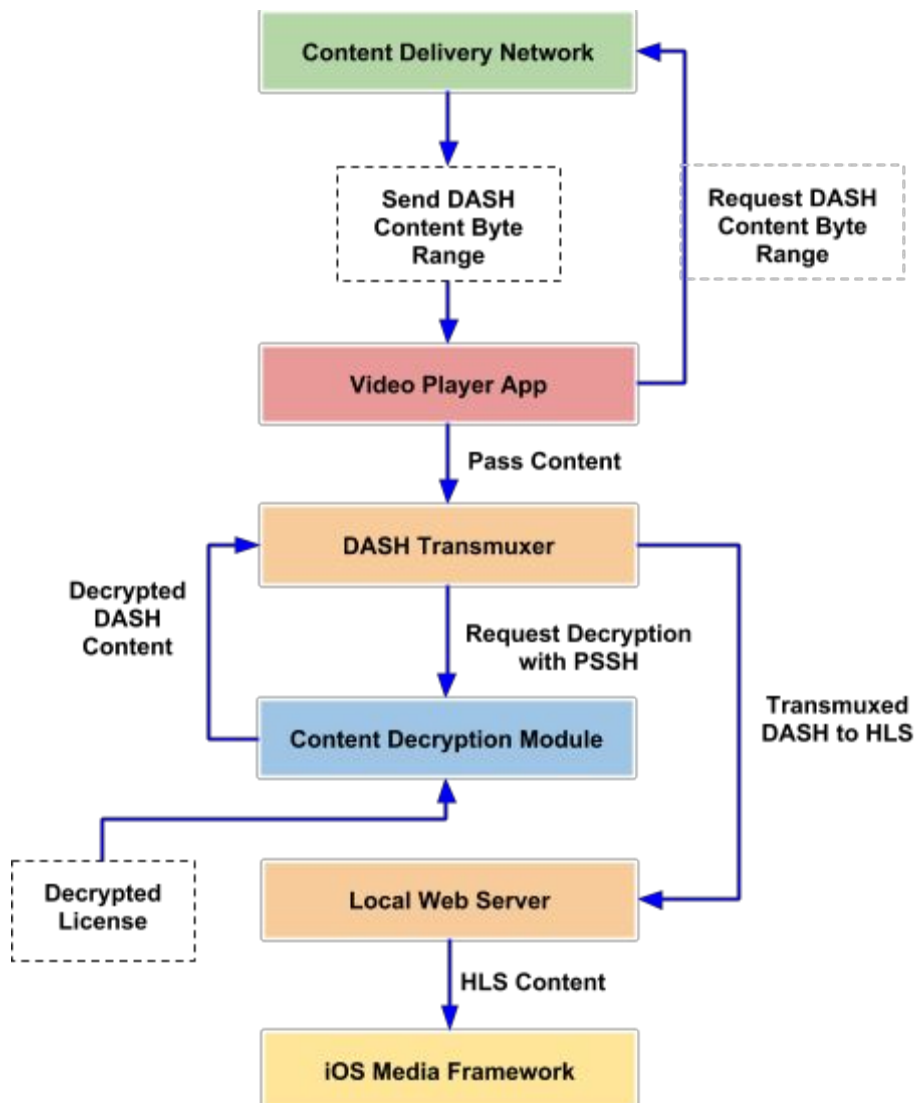 Content Delivery Network
Send DASH
Content Byte
Range
Request DASH
Content Byte
Range
Video Player App
Pass Content
DASH Transmuxer
Decrypted
DASH
Content
Request Decryption
with PSSH
Transmuxed
DASH to HLS
Content Decryption Module
Decrypted
License
Local Web Server
HLS Content
iOS Media Framework